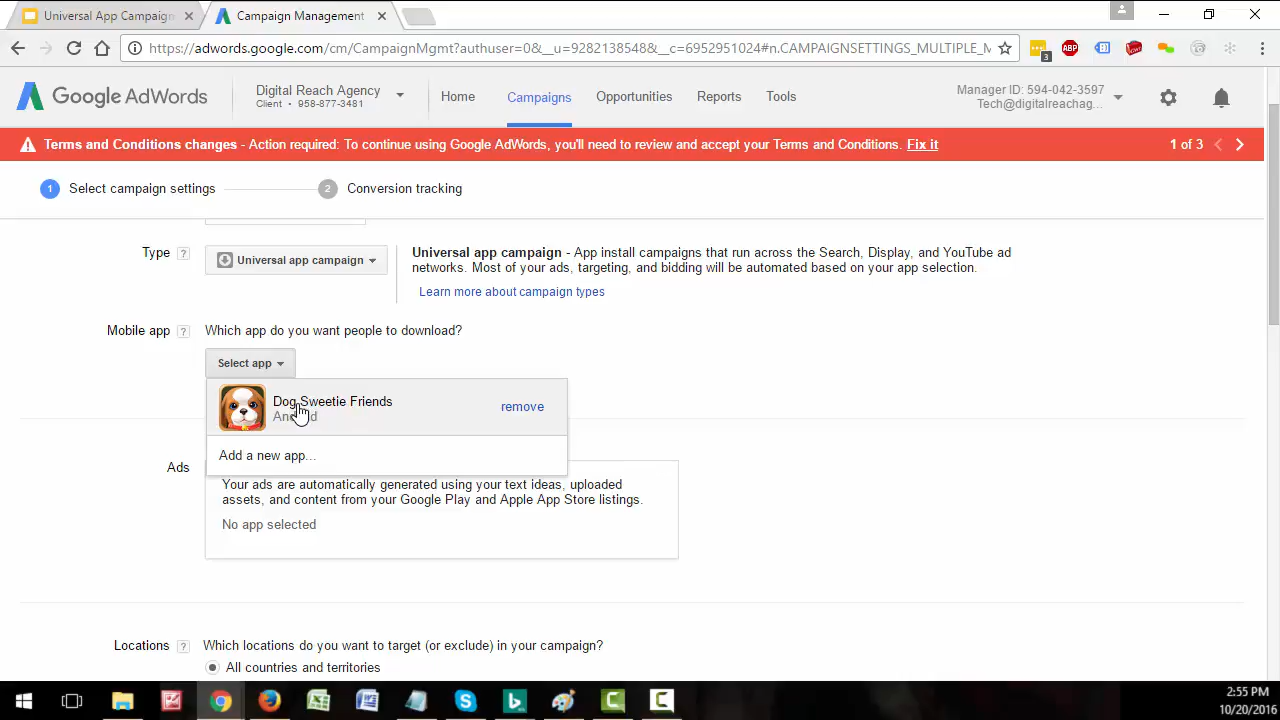 Universal App Campaign
Campaign Management
https://adwords.google.com/cm/CampaignMgmt?authuser=0&__u=9282138548&__c=6952951024#n.CAMPAIGNSETTINGS_MULTIPLE_M
3
ABP
Google AdWords
Digital Reach Agency
Client • 958-877-3481
Home
Campaigns
Opportunities
Reports
Tools
Manager ID: 594-042-3597
Tech@digitalreachag...
Terms and Conditions changes - Action required: To continue using Google AdWords, you'll need to review and accept your Terms and Conditions. Fix it
1 of 3
1 Select campaign settings
2 Conversion tracking
Type ?
Universal app campaign
Universal app campaign - App install campaigns that run across the Search, Display, and YouTube ad
networks. Most of your ads, targeting, and bidding will be automated based on your app selection.
Learn more about campaign types
Mobile app ? Which app do you want people to download?
Select app
Dog Sweetie Friends
Android
remove
Add a new app...
Ads
Your ads are automatically generated using your text ideas, uploaded
assets, and content from your Google Play and Apple App Store listings.
No app selected
Locations ? Which locations do you want to target (or exclude) in your campaign?
All countries and territories
2:55 PM
10/20/2016